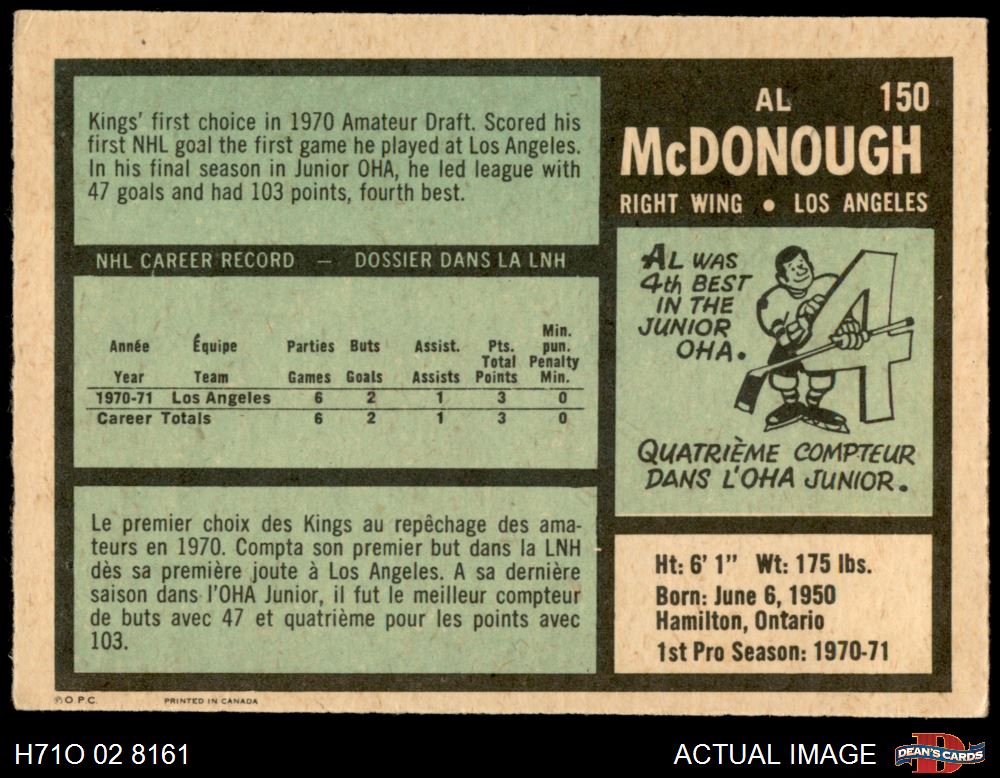 Kings' first choice in 1970 Amateur Draft. Scored his
first NHL goal the first game he played at Los Angeles.
In his final season in Junior OHA, he led league with
47 goals and had 103 points, fourth best.
NHL CAREER RECORD — DOSSIER DANS LA LNH
Année Équipe Parties Buts Assist. Pts. Min. pun.
Year Team Games Goals Assists Total Points Penalty Min.
1970-71 Los Angeles 6 2 1 3 0
Career Totals 6 2 1 3 0
Le premier choix des Kings au repêchage des ama-
teurs en 1970. Compta son premier but dans la LNH
dès sa première joute à Los Angeles. A sa dernière
saison dans l'OHA Junior, il fut le meilleur compteur
de buts avec 47 et quatrième pour les points avec
103.
AL 150
McDONOUGH
RIGHT WING • LOS ANGELES
AL WAS
4th BEST
IN THE
JUNIOR
OHA.
4
QUATRIÈME COMPTEUR
DANS L'OHA JUNIOR.
Ht: 6' 1" Wt: 175 lbs.
Born: June 6, 1950
Hamilton, Ontario
1st Pro Season: 1970-71
© O.P.C. PRINTED IN CANADA
H71O 02 8161 ACTUAL IMAGE DEAN'S CARDS